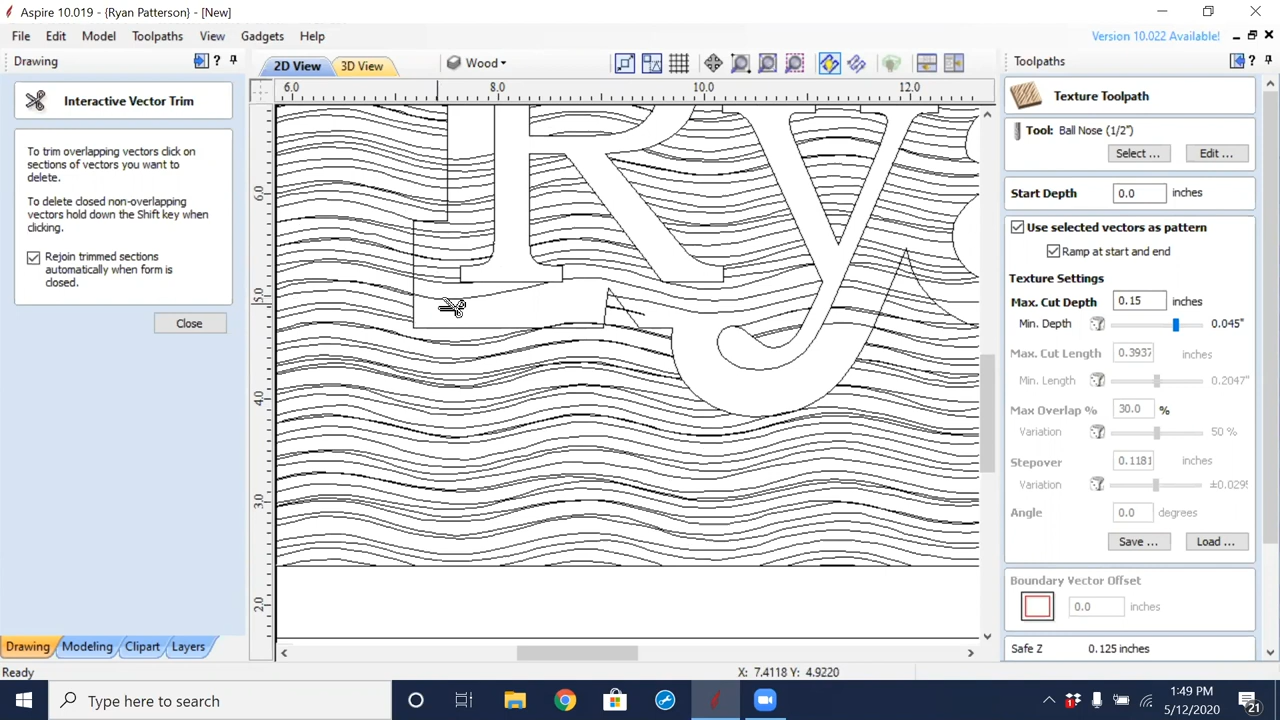 Aspire 10.019 - {Ryan Patterson} - [New]
File Edit Model Toolpaths View Gadgets Help
Version 10.022 Available!
Drawing
?
2D View
3D View
Wood
Toolpaths
?
Interactive Vector Trim
To trim overlapping vectors click on
sections of vectors you want to
delete.
To delete closed non-overlapping
vectors hold down the Shift key when
clicking.
Rejoin trimmed sections
automatically when form is
closed.
Close
6.0 8.0 10.0 12.0
6.0
5.0
4.0
3.0
2.0
Ry
Texture Toolpath
Tool: Ball Nose (1/2")
Select ...
Edit ...
Start Depth 0.0 inches
Use selected vectors as pattern
Ramp at start and end
Texture Settings
Max. Cut Depth 0.15 inches
Min. Depth 0.045"
Max. Cut Length 0.3937 inches
Min. Length 0.2047"
Max Overlap % 30.0 %
Variation 50 %
Stepover 0.1181 inches
Variation ±0.029
Angle 0.0 degrees
Save ...
Load ...
Boundary Vector Offset
0.0 inches
Safe Z 0.125 inches
Drawing Modeling Clipart Layers
Ready
X: 7.4118 Y: 4.9220
Type here to search
1:49 PM
5/12/2020
21